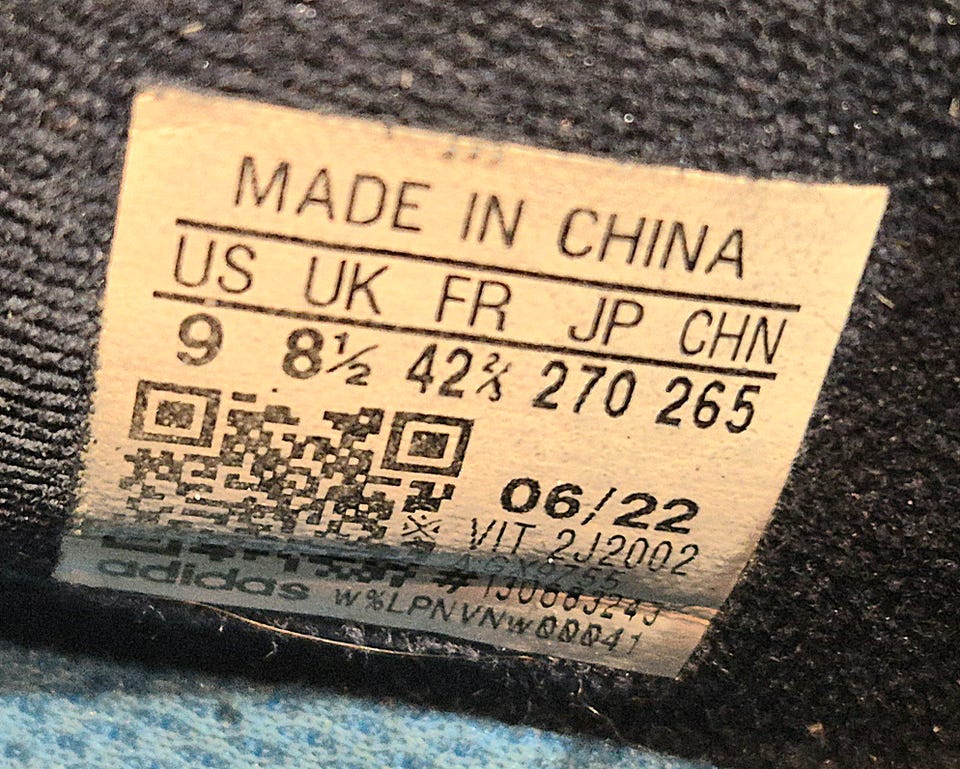 MADE IN CHINA
US UK FR JP CHN
9 8½ 42⅔ 270 265
06/22
VIT 2J2002
adidas W%LPNVNW00041